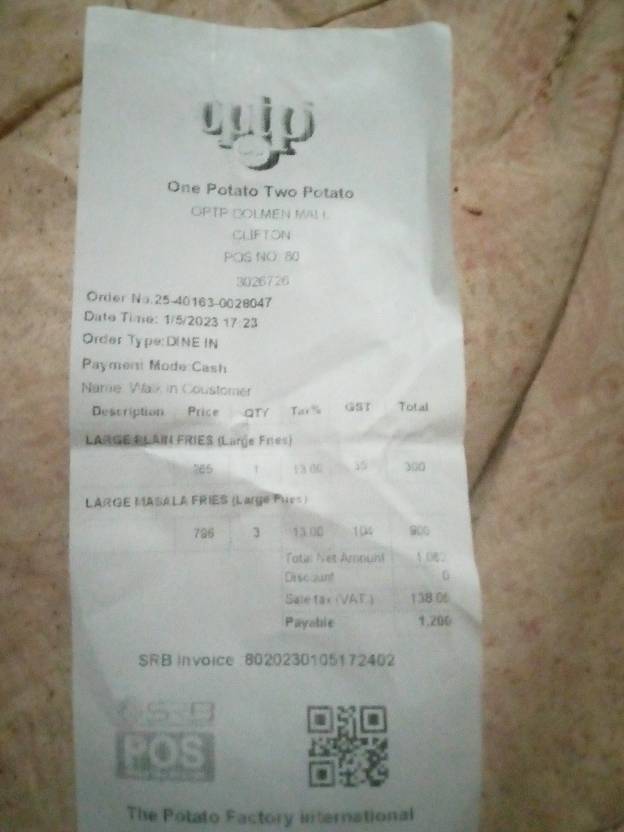 optp
One Potato Two Potato
OPTP DOLMEN MALL
CLIFTON
POS NO: 80
3026726
Order No.25-40163-0028047
Date Time: 1/5/2023 17:23
Order Type:DINE IN
Payment Mode:Cash
Name: Walk in Coustomer
Description Price QTY Tax% GST Total
LARGE PLAIN FRIES (Large Fries)
265 1 13.00 35 300
LARGE MASALA FRIES (Large Fries)
796 3 13.00 104 900
Total Net Amount 1,062
Discount 0
Sale tax (VAT) 138.06
Payable 1,200
SRB Invoice 8020230105172402
SRB
POS
The Potato Factory international